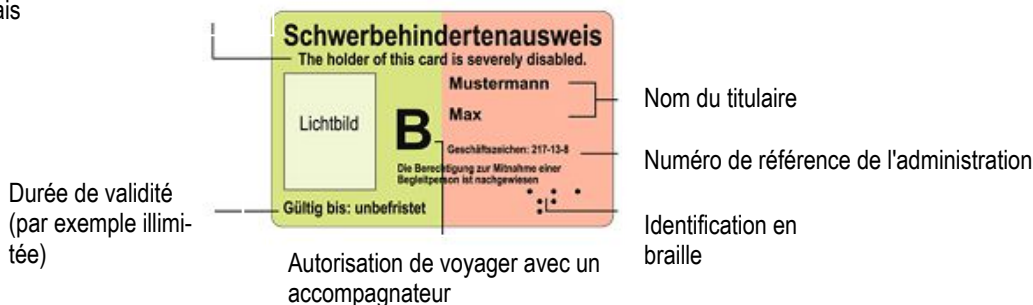 ais
Schwerbehindertenausweis
The holder of this card is severely disabled.
Mustermann
Max
Lichtbild
B
Geschäftszeichen: 217-13-8
Die Berechtigung zur Mitnahme einer
Begleitperson ist nachgewiesen
Gültig bis: unbefristet
Nom du titulaire
Numéro de référence de l'administration
Identification en
braille
Durée de validité
(par exemple illimi-
tée)
Autorisation de voyager avec un
accompagnateur